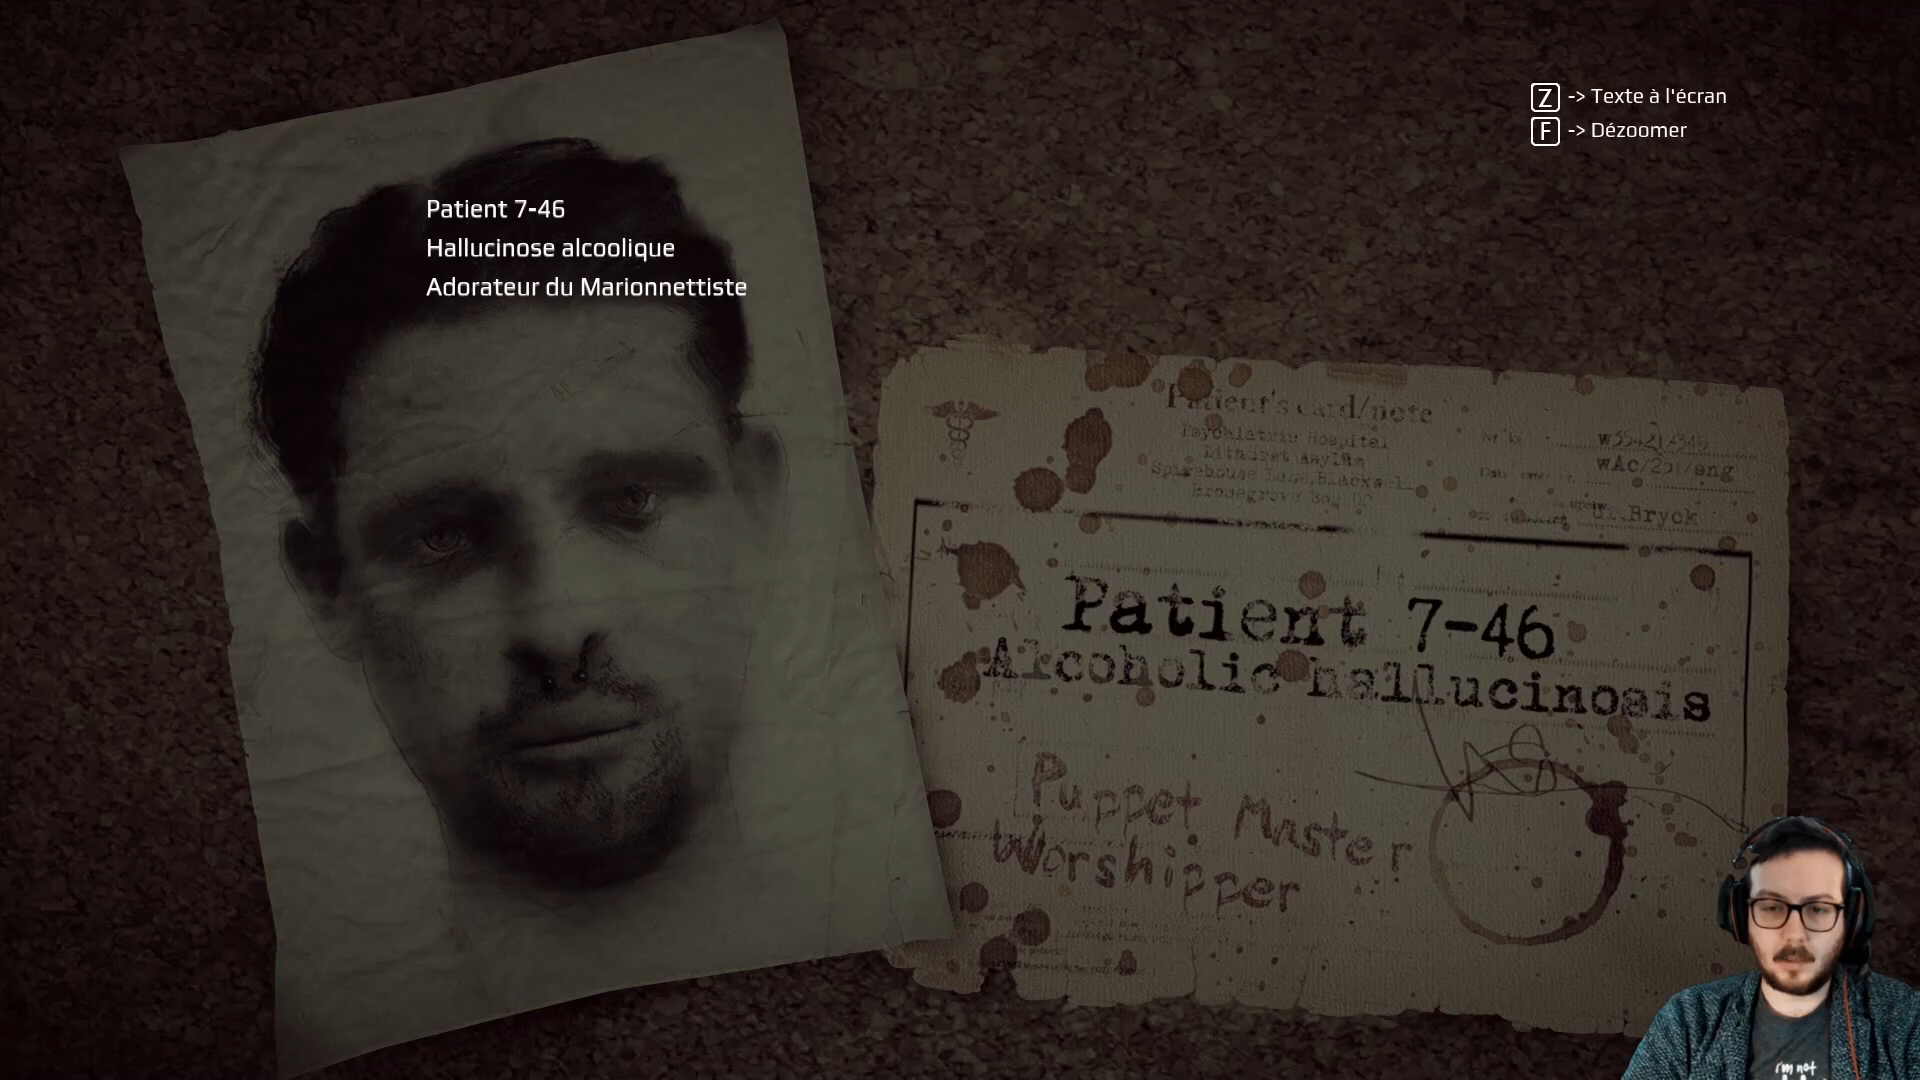 Z -> Texte à l'écran
F -> Dézoomer
Patient 7-46
Hallucinose alcoolique
Adorateur du Marionnettiste
Patient's card/note
Psychiatric Hospital
Bryck
Patient 7-46
Alcoholic hallucinosis
Puppet Master
Worshipper
i'm not